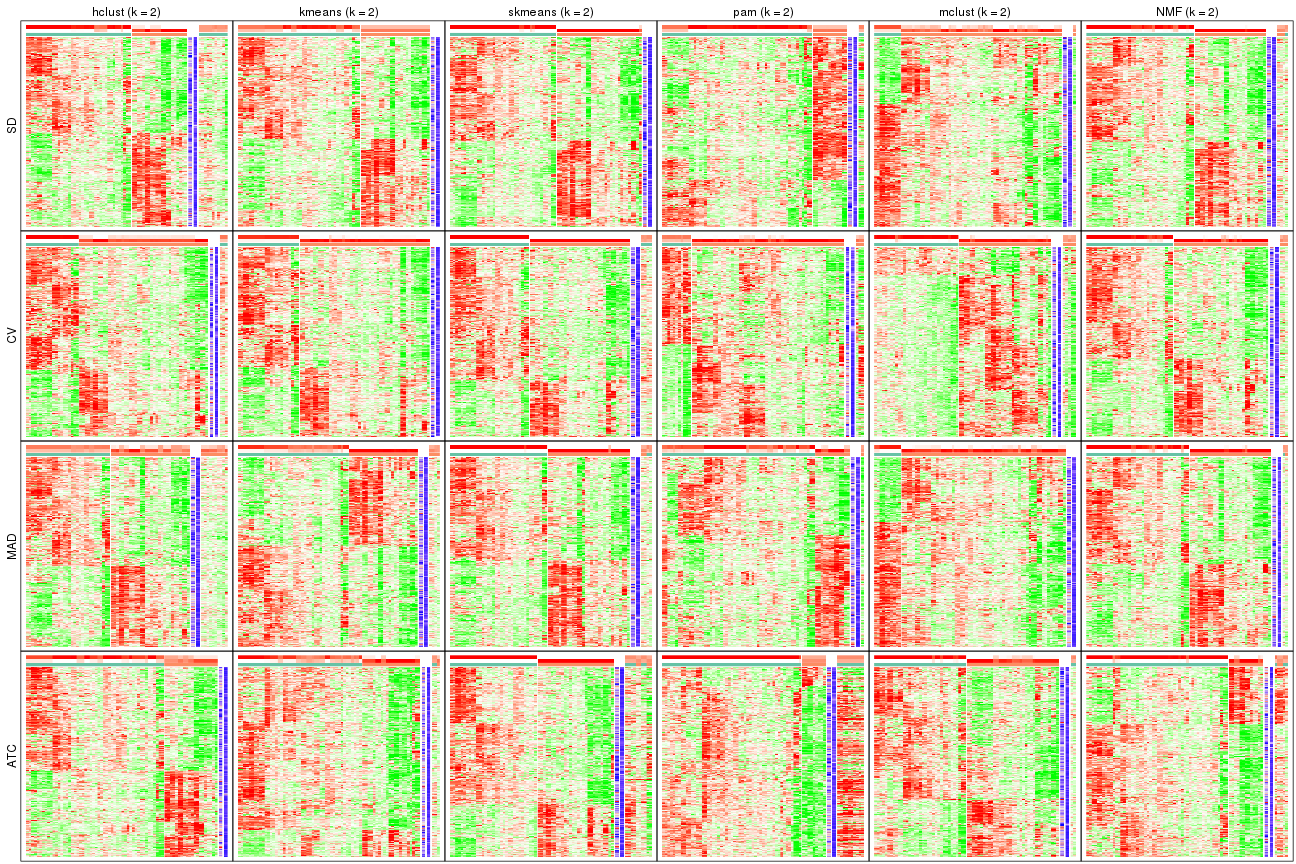 hclust (k = 2) kmeans (k = 2) skmeans (k = 2) pam (k = 2) mclust (k = 2) NMF (k = 2)
SD
CV
MAD
ATC